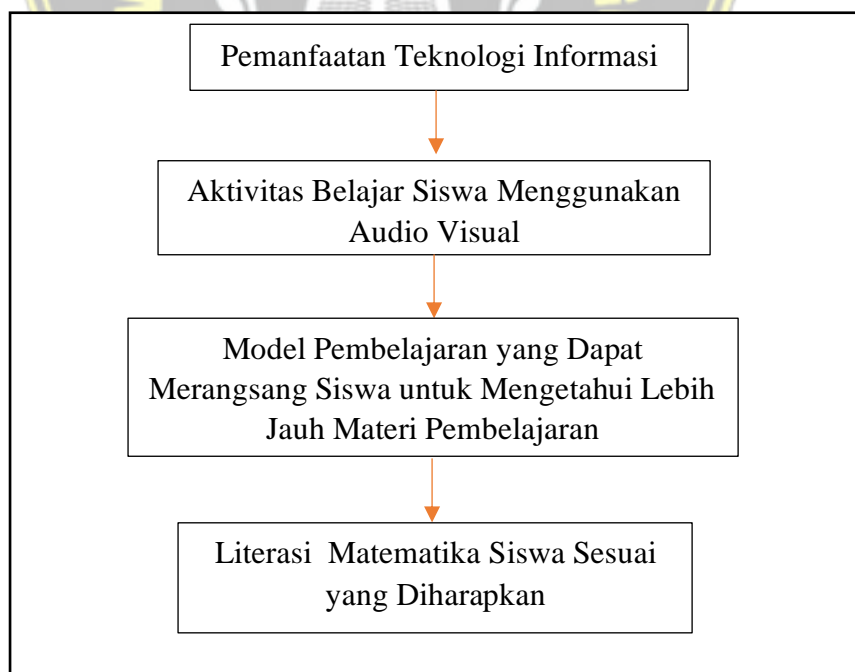 Pemanfaatan Teknologi Informasi
Aktivitas Belajar Siswa Menggunakan
Audio Visual
Model Pembelajaran yang Dapat
Merangsang Siswa untuk Mengetahui Lebih
Jauh Materi Pembelajaran
Literasi Matematika Siswa Sesuai
yang Diharapkan